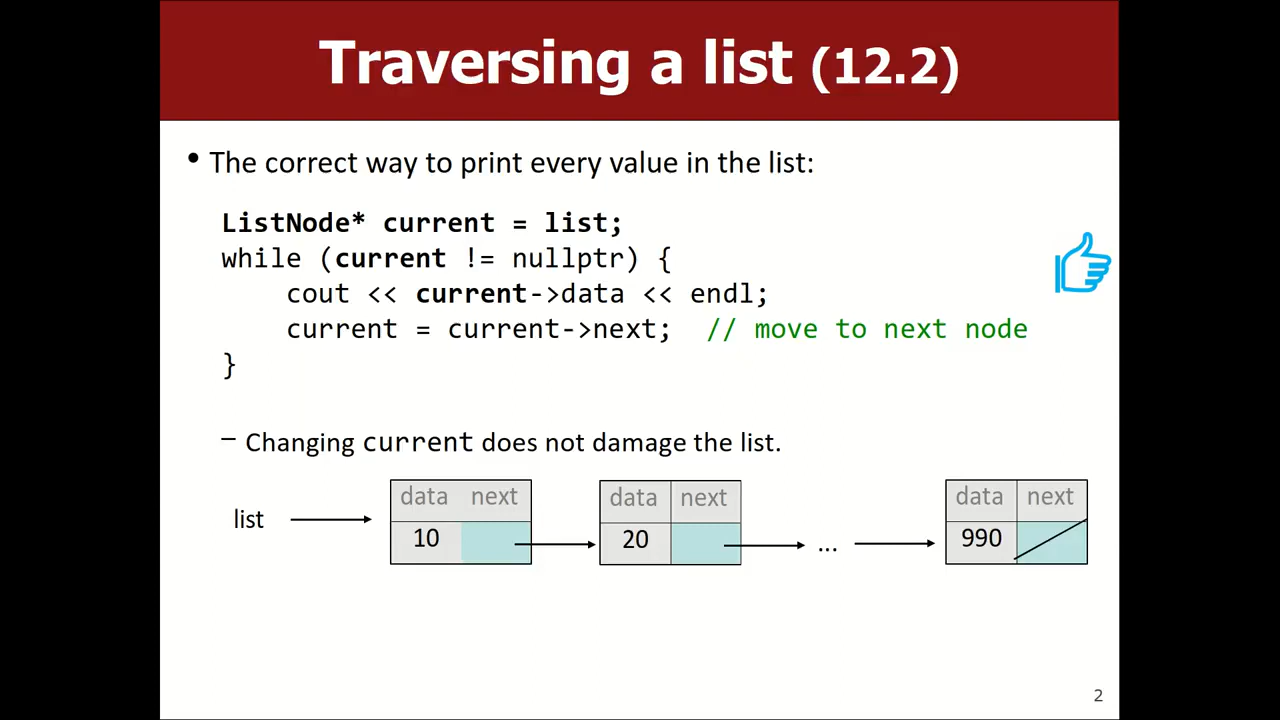 Traversing a list (12.2)
• The correct way to print every value in the list:
ListNode* current = list;
while (current != nullptr) {
    cout << current->data << endl;
    current = current->next;  // move to next node
}
– Changing current does not damage the list.
data next data next data next
list 10 20 ... 990
2